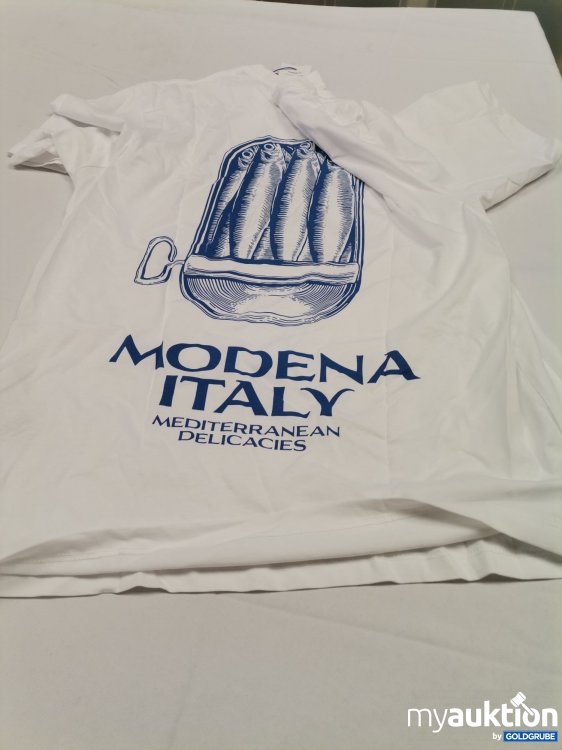 MODENA
ITALY
MEDITERRANEAN
DELICACIES
myauktion
by GOLDGRUBE